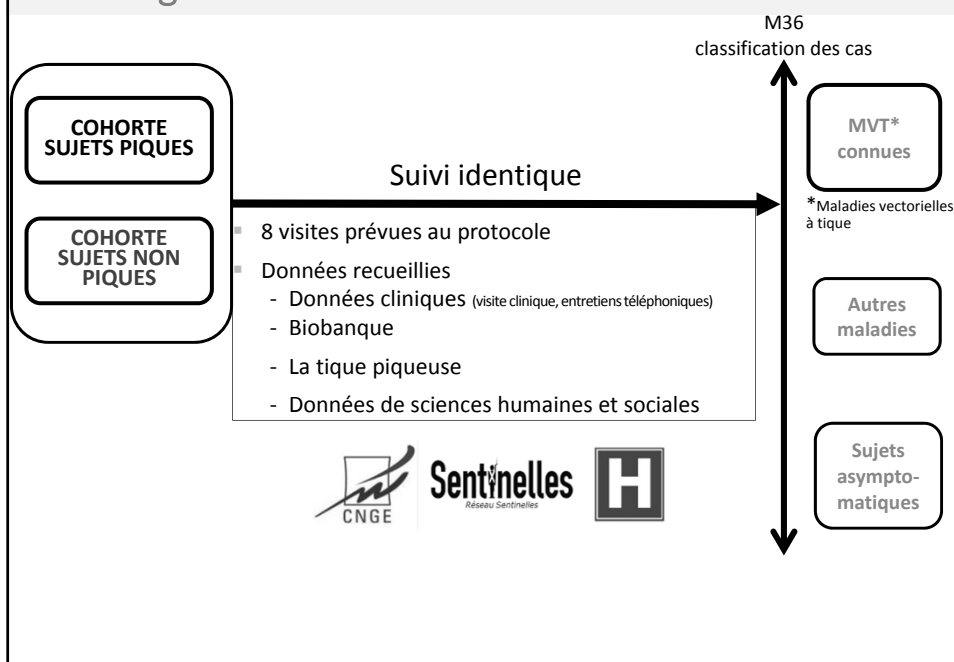 M36
classification des cas
COHORTE
SUJETS PIQUES
COHORTE
SUJETS NON
PIQUES
Suivi identique
▪ 8 visites prévues au protocole
▪ Données recueillies
- Données cliniques (visite clinique, entretiens téléphoniques)
- Biobanque
- La tique piqueuse
- Données de sciences humaines et sociales
MVT*
connues
*Maladies vectorielles
à tique
Autres
maladies
Sujets
asympto-
matiques
CNGE
Sentinelles
Réseau Sentinelles
H